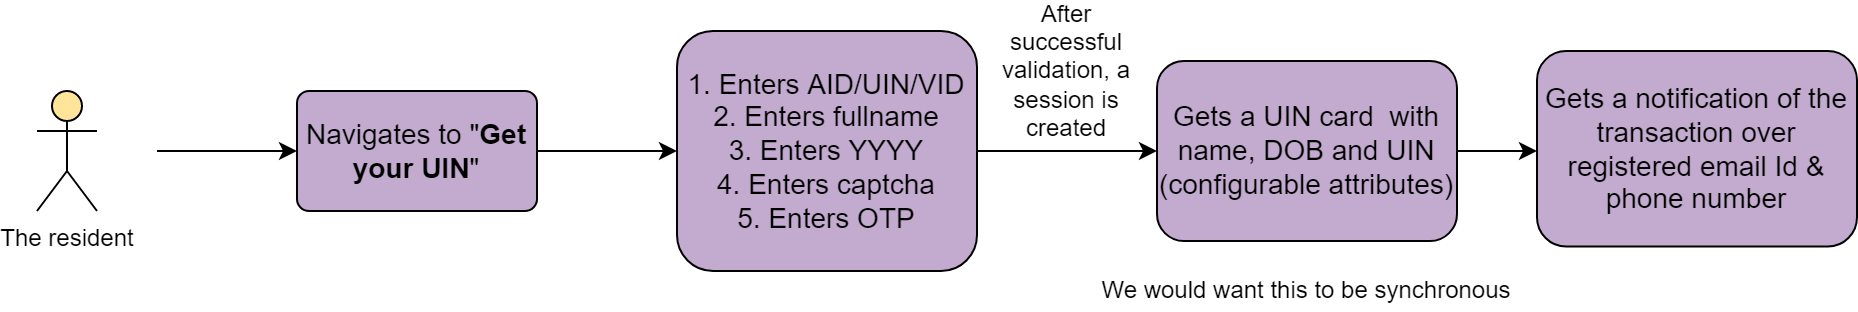 The resident
Navigates to "Get
your UIN"
1. Enters AID/UIN/VID
2. Enters fullname
3. Enters YYYY
4. Enters captcha
5. Enters OTP
After
successful
validation, a
session is
created
Gets a UIN card  with
name, DOB and UIN
(configurable attributes)
We would want this to be synchronous
Gets a notification of the
transaction over
registered email Id &
phone number